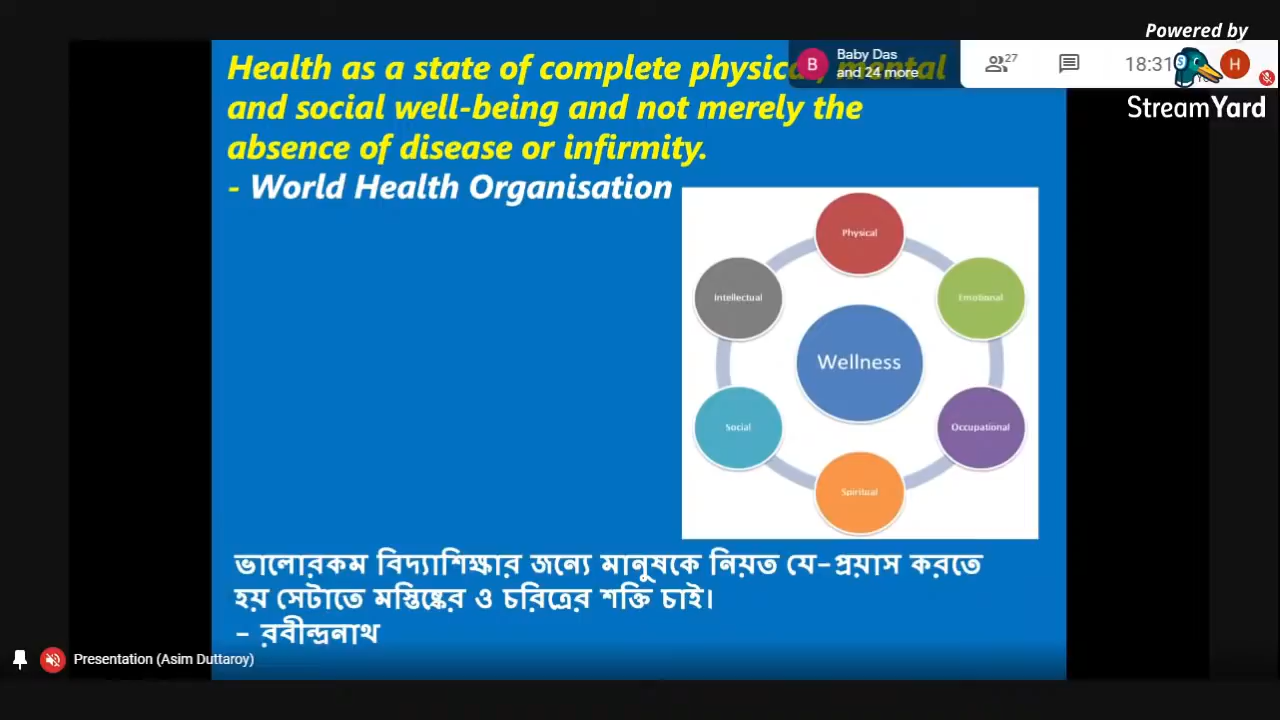 Powered by
StreamYard
Baby Das
and 24 more
B
27
18:31
H
S
Health as a state of complete physical, mental
and social well-being and not merely the
absence of disease or infirmity.
- World Health Organisation
Physical
Intellectual
Emotional
Wellness
Social
Occupational
Spiritual
ভালোরকম বিদ্যাশিক্ষার জন্যে মানুষকে নিয়ত যে-প্রয়াস করতে
হয় সেটাতে মস্তিষ্কের ও চরিত্রের শক্তি চাই।
- রবীন্দ্রনাথ
Presentation (Asim Duttaroy)